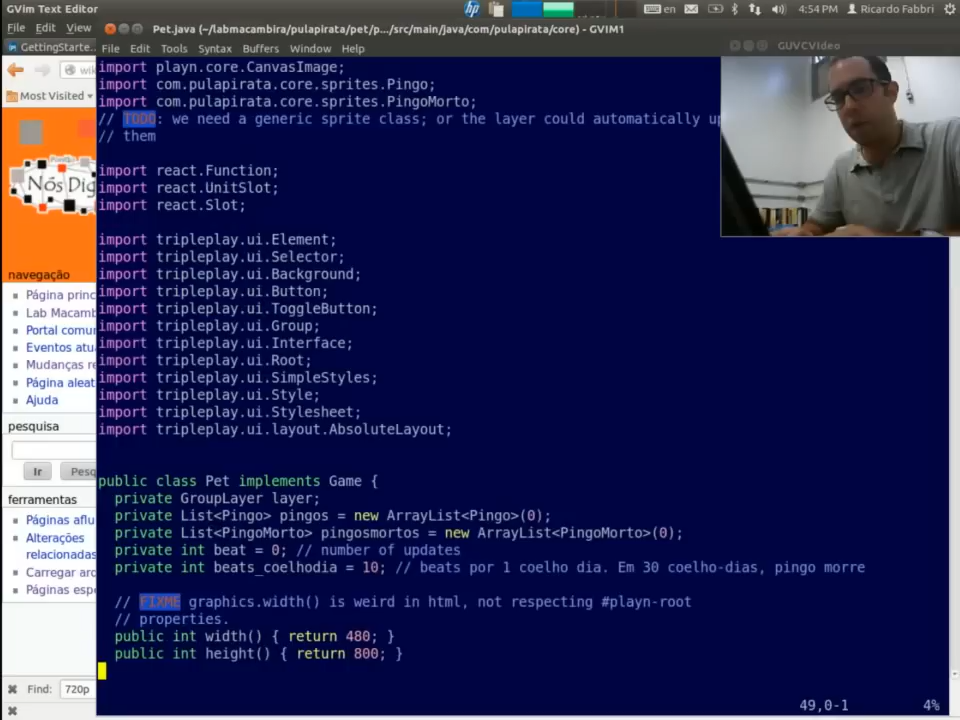 GVim Text Editor
en
4:54 PM
Ricardo Fabbri
File Edit View
Pet.java (~/labmacambira/pulapirata/pet/p.../src/main/java/com/pulapirata/core) - GVIM1
GettingStarte..
File Edit Tools Syntax Buffers Window Help
GUVCVideo
wik
Most Visited
Nós Dig
navegação
Página princ
Lab Macamb
Portal comu
Eventos atua
Mudanças re
Página aleat
Ajuda
pesquisa
Ir Pesq
ferramentas
Páginas aflu
Alterações
relacionadas
Carregar arq
Páginas espe
Find: 720p
import playn.core.CanvasImage;
import com.pulapirata.core.sprites.Pingo;
import com.pulapirata.core.sprites.PingoMorto;
// TODO: we need a generic sprite class; or the layer could automatically up
// them
import react.Function;
import react.UnitSlot;
import react.Slot;
import tripleplay.ui.Element;
import tripleplay.ui.Selector;
import tripleplay.ui.Background;
import tripleplay.ui.Button;
import tripleplay.ui.ToggleButton;
import tripleplay.ui.Group;
import tripleplay.ui.Interface;
import tripleplay.ui.Root;
import tripleplay.ui.SimpleStyles;
import tripleplay.ui.Style;
import tripleplay.ui.Stylesheet;
import tripleplay.ui.layout.AbsoluteLayout;
public class Pet implements Game {
private GroupLayer layer;
private List<Pingo> pingos = new ArrayList<Pingo>(0);
private List<PingoMorto> pingosmortos = new ArrayList<PingoMorto>(0);
private int beat = 0; // number of updates
private int beats_coelhodia = 10; // beats por 1 coelho dia. Em 30 coelho-dias, pingo morre
// FIXME graphics.width() is weird in html, not respecting #playn-root
// properties.
public int width() { return 480; }
public int height() { return 800; }
49,0-1 4%